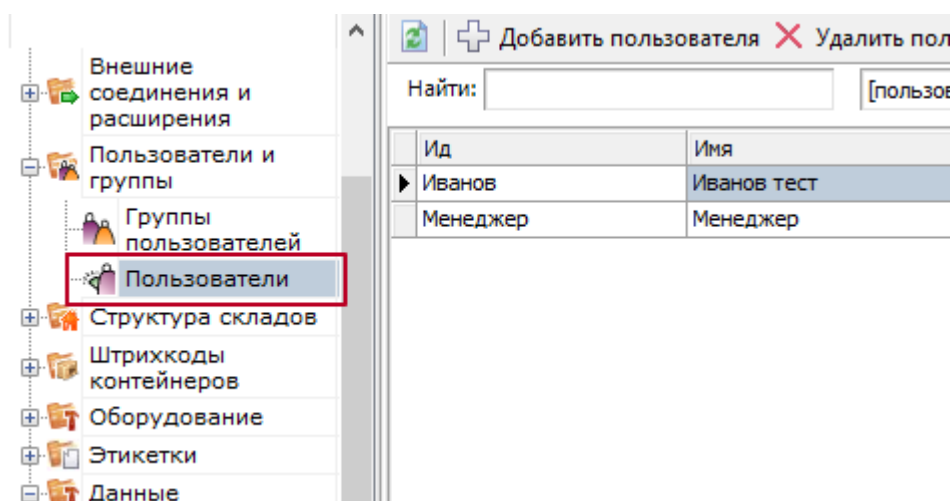 Внешние
соединения и
расширения
Пользователи и
группы
Группы
пользователей
Пользователи
Структура складов
Штрихкоды
контейнеров
Оборудование
Этикетки
Данные
Добавить пользователя Удалить пол
Найти: [пользов
Ид Имя
Иванов Иванов тест
Менеджер Менеджер